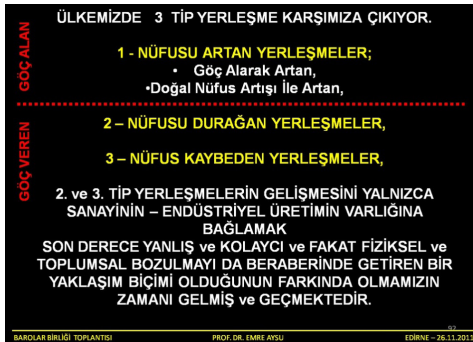 ÜLKEMİZDE 3 TİP YERLEŞME KARŞIMIZA ÇIKIYOR.
GÖÇ ALAN
1 - NÜFUSU ARTAN YERLEŞMELER;
• Göç Alarak Artan,
•Doğal Nüfus Artışı İle Artan,
GÖÇ VEREN
2 – NÜFUSU DURAĞAN YERLEŞMELER,
3 – NÜFUS KAYBEDEN YERLEŞMELER,
2. ve 3. TİP YERLEŞMELERİN GELİŞMESİNİ YALNIZCA
SANAYİNİN – ENDÜSTRİYEL ÜRETİMİN VARLIĞINA
BAĞLAMAK
SON DERECE YANLIŞ ve KOLAYCI ve FAKAT FİZİKSEL ve
TOPLUMSAL BOZULMAYI DA BERABERİNDE GETİREN BİR
YAKLAŞIM BİÇİMİ OLDUĞUNUN FARKINDA OLMAMIZIN
ZAMANI GELMİŞ ve GEÇMEKTEDİR.
92
BAROLAR BİRLİĞİ TOPLANTISI PROF. DR. EMRE AYSU EDİRNE – 26.11.2011